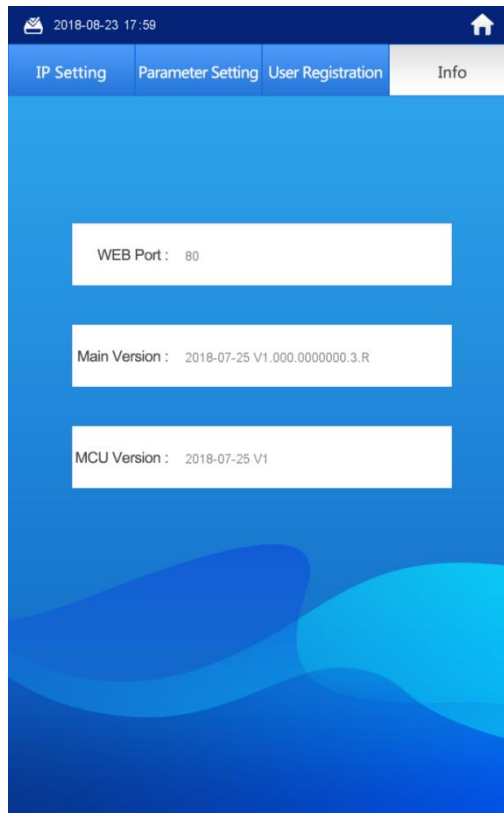 2018-08-23 17:59
IP Setting Parameter Setting User Registration Info
WEB Port : 80
Main Version : 2018-07-25 V1.000.0000000.3.R
MCU Version : 2018-07-25 V1